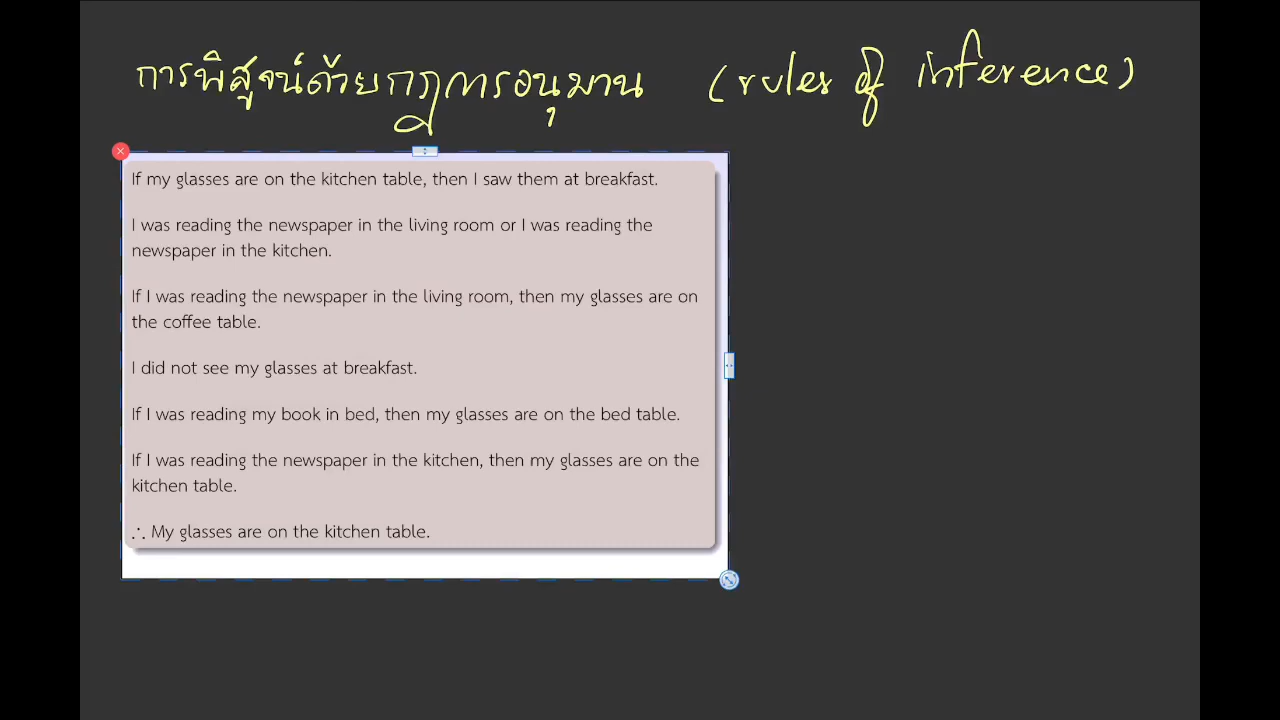 การพิสูจน์ด้วยกฎการอนุมาน (rules of inference)
If my glasses are on the kitchen table, then I saw them at breakfast.
I was reading the newspaper in the living room or I was reading the
newspaper in the kitchen.
If I was reading the newspaper in the living room, then my glasses are on
the coffee table.
I did not see my glasses at breakfast.
If I was reading my book in bed, then my glasses are on the bed table.
If I was reading the newspaper in the kitchen, then my glasses are on the
kitchen table.
∴ My glasses are on the kitchen table.